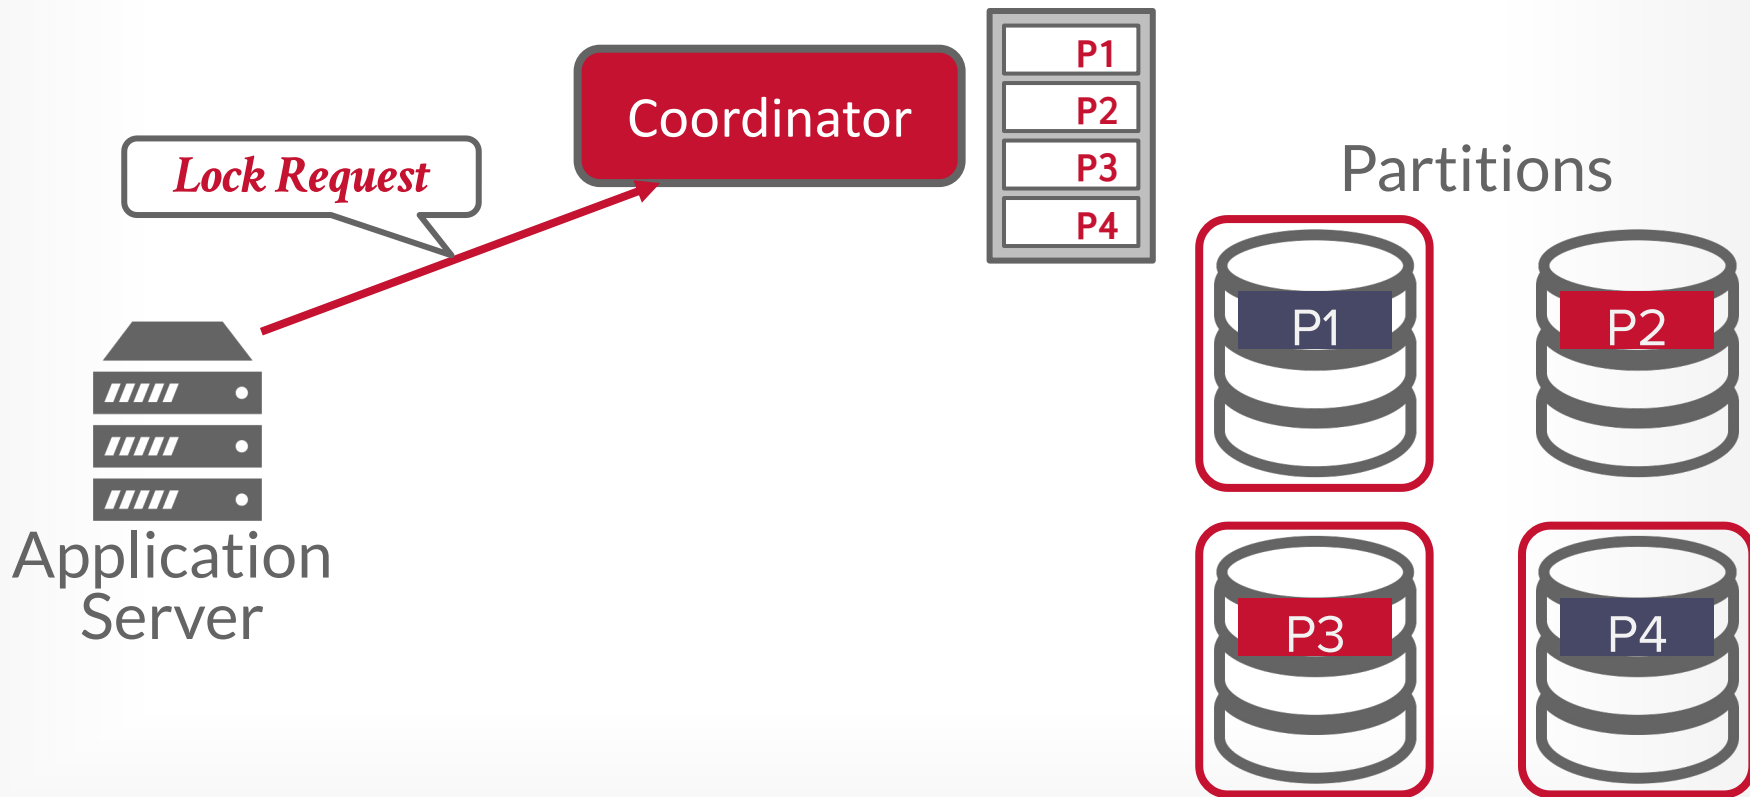 Coordinator
P1
P2
P3
P4
Lock Request
Partitions
P1
P2
P3
P4
Application
Server